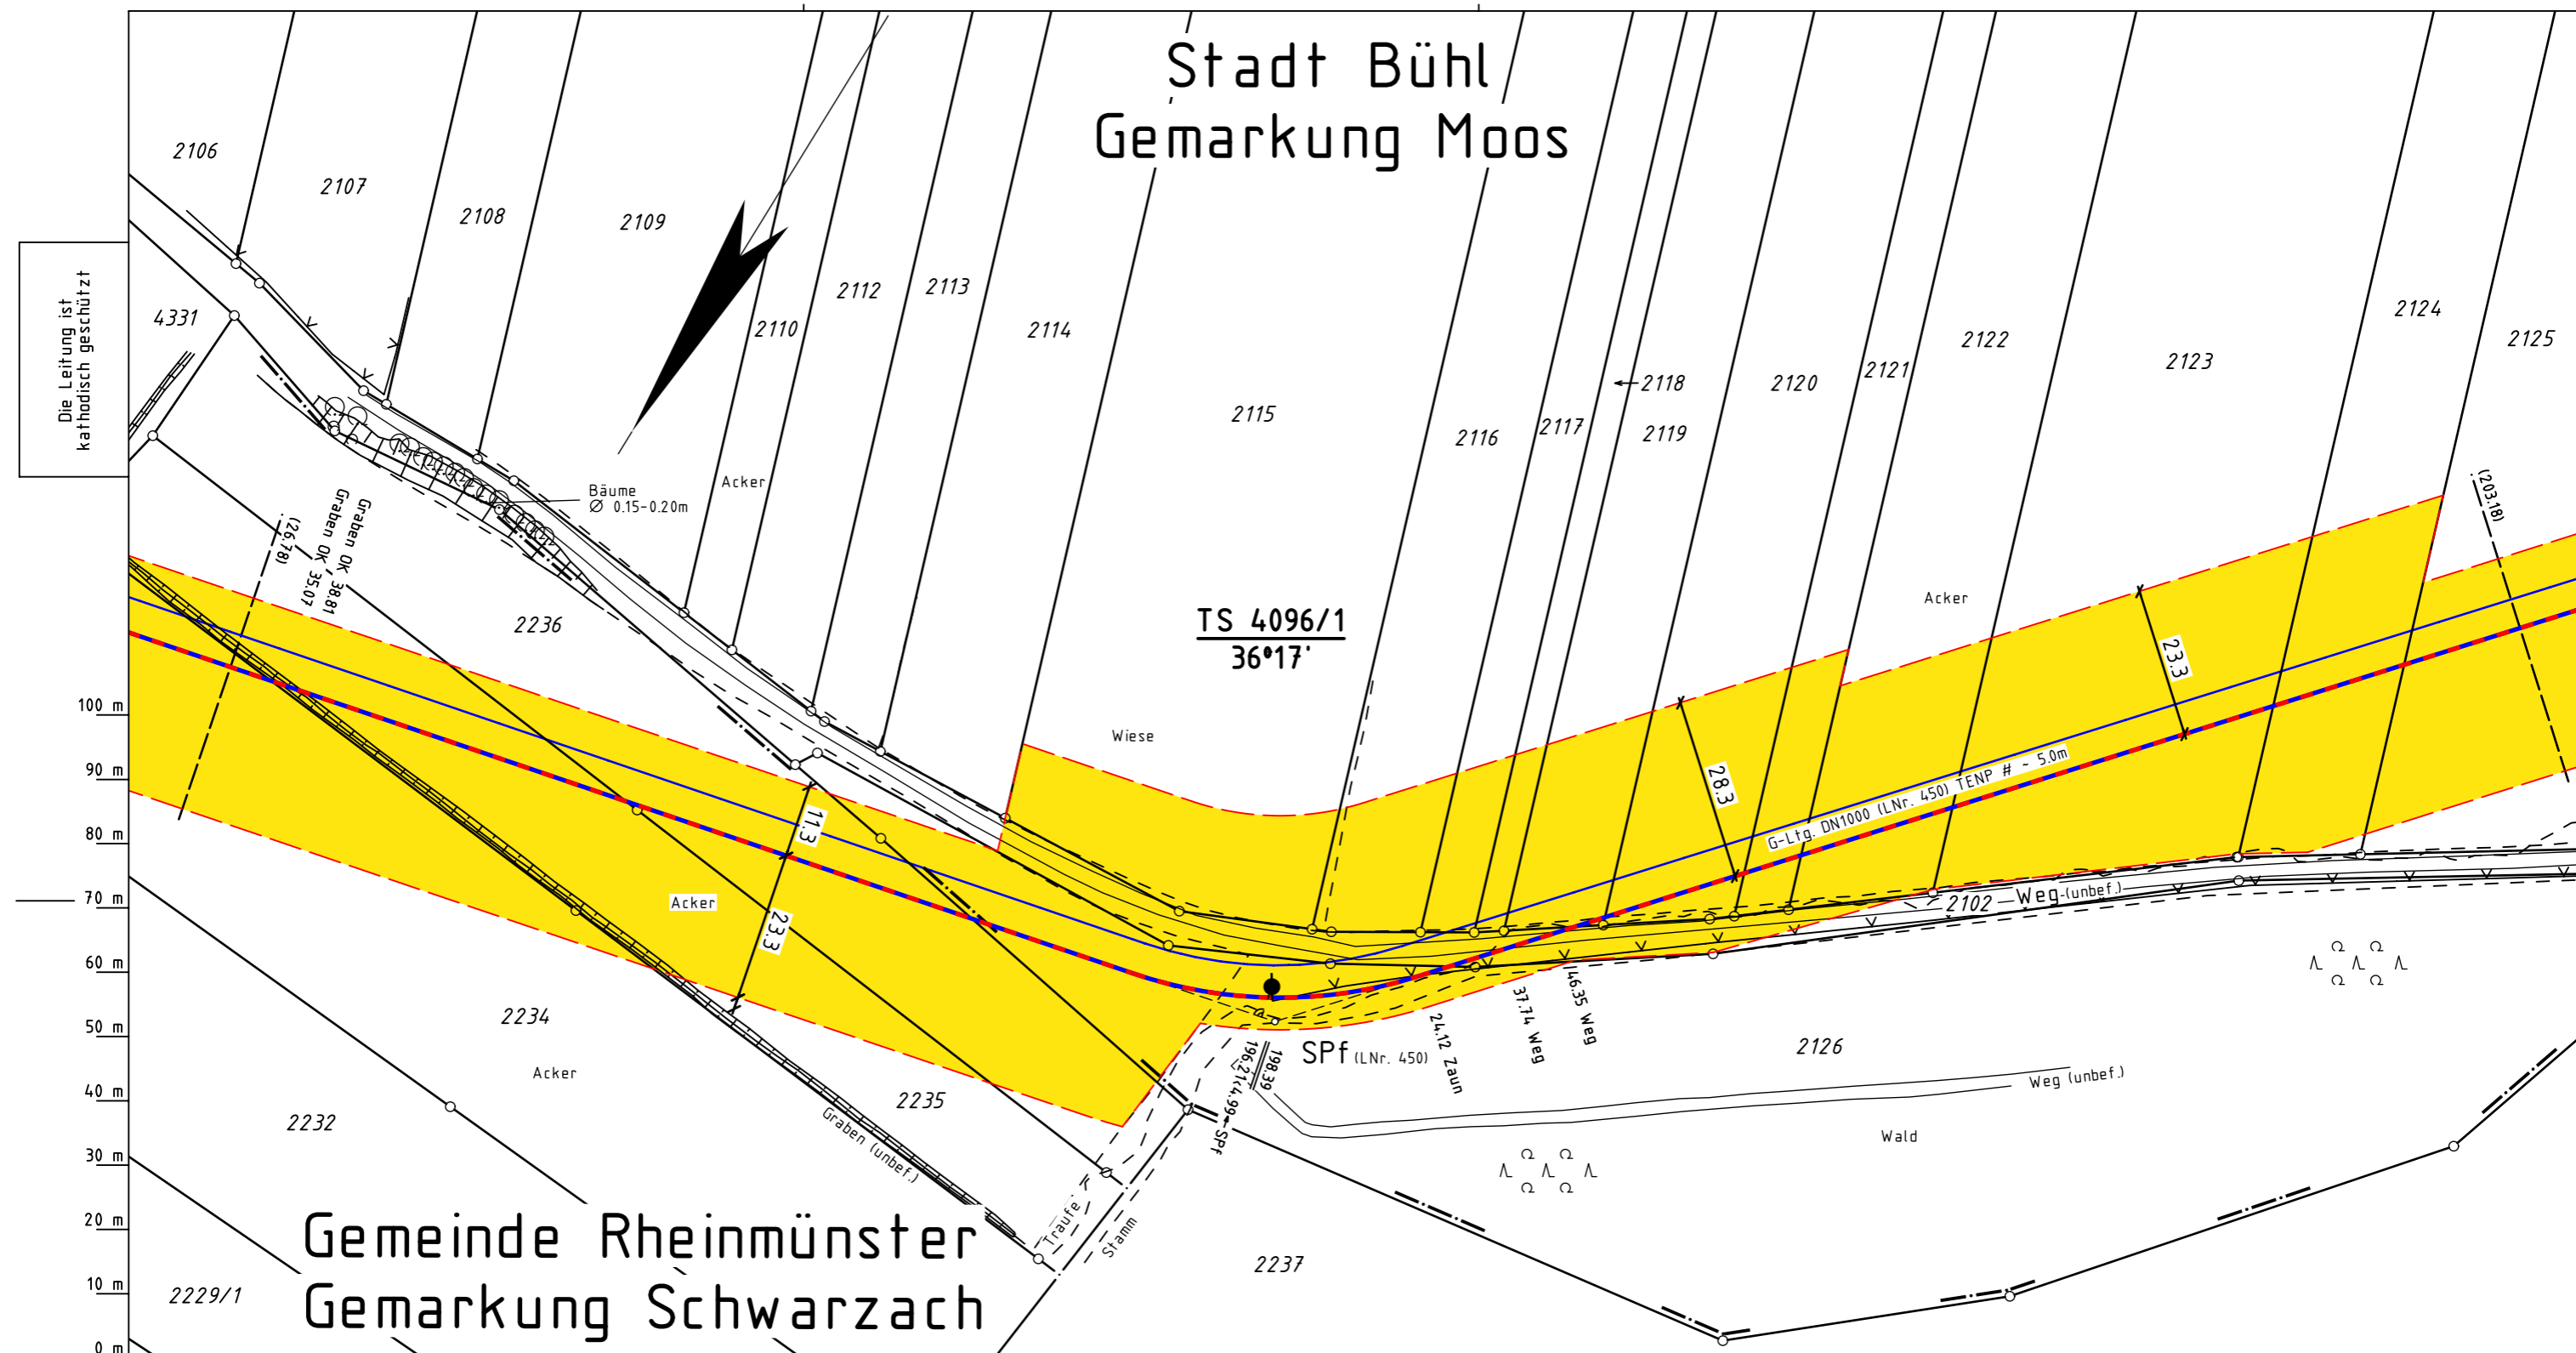 Stadt Bühl
Gemarkung Moos
2106
2107
2108
2109
2110
2112
2113
2114
2115
2116
2117
2118
2119
2120
2121
2122
2123
2124
2125
4331
Die Leitung ist
kathodisch geschützt
Bäume
Ø 0.15-0.20m
Acker
(26.78)
Graben OK 35.07
Graben OK 38.81
2236
TS 4096/1
36°17'
Wiese
Acker
(203.18)
23.3
28.3
G-Ltg. DN1000 (LNr. 450) TENP # ~ 5.0m
11.3
23.3
Acker
2102
Weg (unbef.)
100 m
90 m
80 m
70 m
60 m
50 m
40 m
30 m
20 m
10 m
0 m
2234
Acker
2232
2235
Graben (unbef.)
SPf (LNr. 450)
198.39
24.12 Zaun
37.74 Weg
46.35 Weg
2126
Weg (unbef.)
Wald
Traufe
Stamm
2237
Gemeinde Rheinmünster
Gemarkung Schwarzach
2229/1